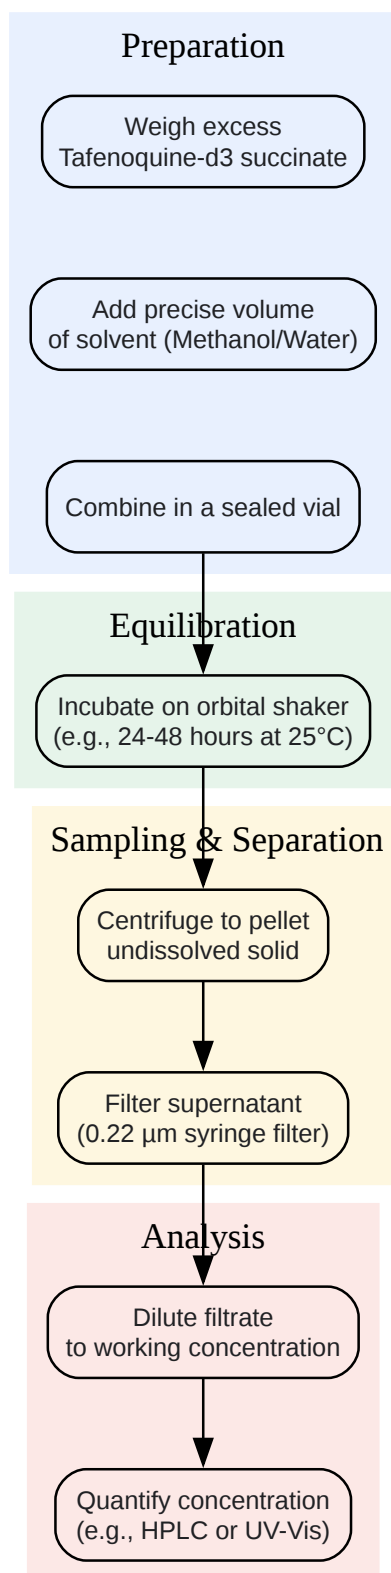 Preparation
Weigh excess
Tafenoquine-d3 succinate
Add precise volume
of solvent (Methanol/Water)
Combine in a sealed vial
Equilibration
Incubate on orbital shaker
(e.g., 24-48 hours at 25°C)
Sampling & Separation
Centrifuge to pellet
undissolved solid
Filter supernatant
(0.22 µm syringe filter)
Analysis
Dilute filtrate
to working concentration
Quantify concentration
(e.g., HPLC or UV-Vis)